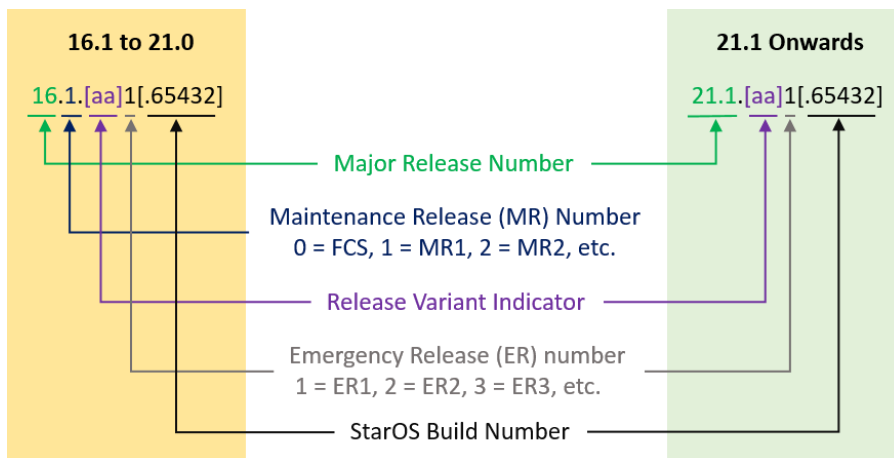 16.1 to 21.0
21.1 Onwards
16.1.[aa]1[.65432]
21.1.[aa]1[.65432]
Major Release Number
Maintenance Release (MR) Number
0 = FCS, 1 = MR1, 2 = MR2, etc.
Release Variant Indicator
Emergency Release (ER) number
1 = ER1, 2 = ER2, 3 = ER3, etc.
StarOS Build Number